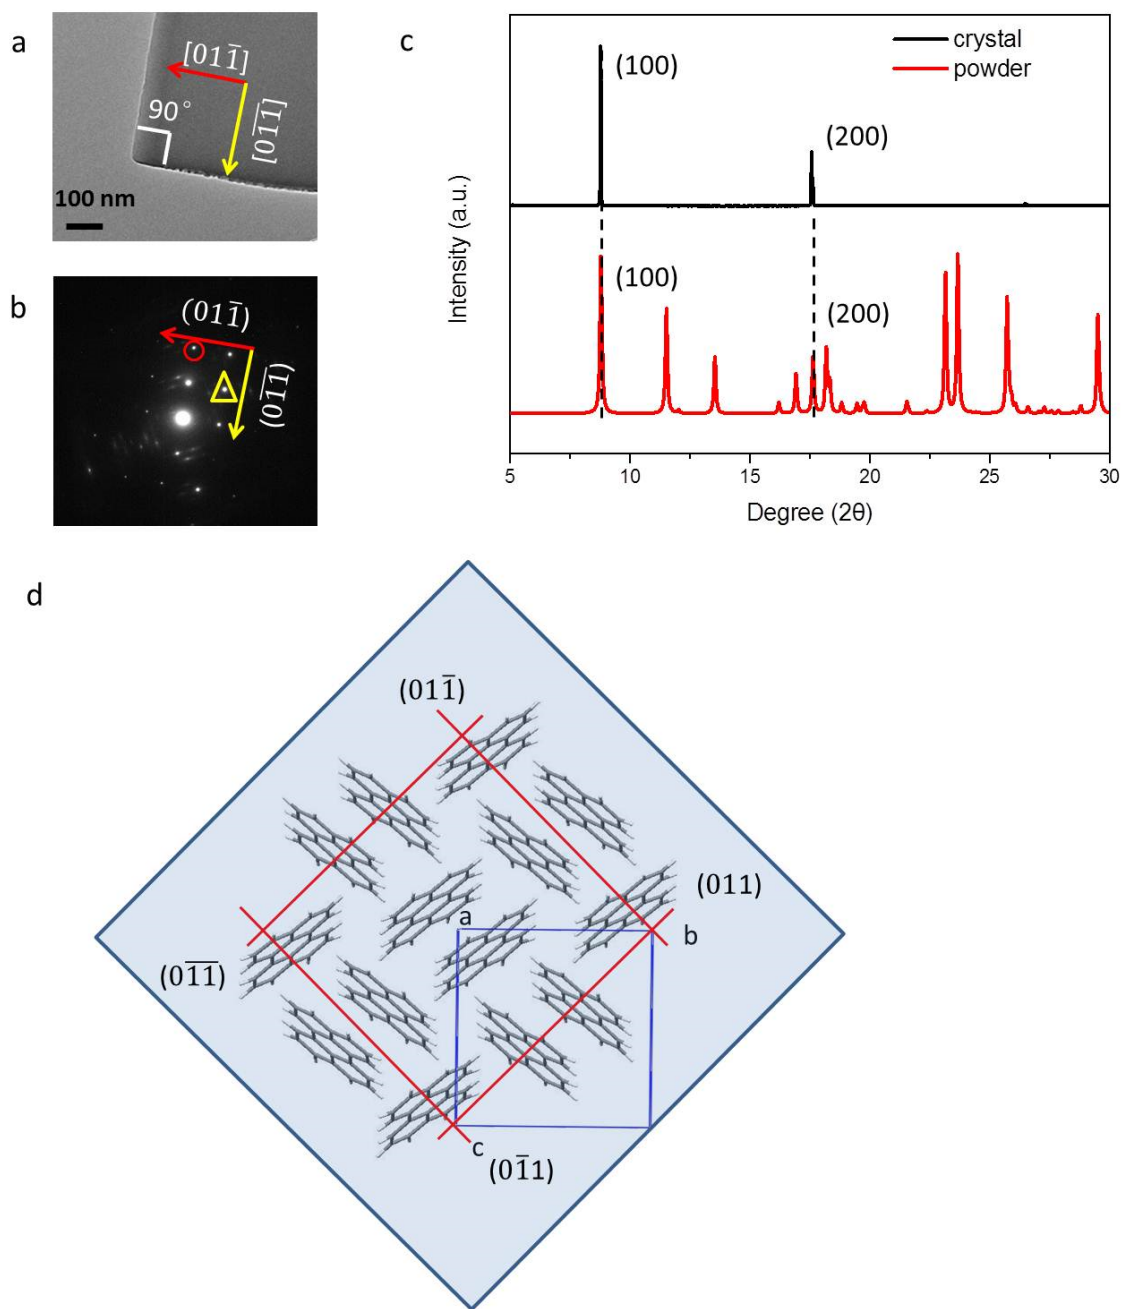 a
[011̅]
90°
[01̅1̅]
100 nm
b
(011̅)
(01̅1̅)
c
crystal
powder
(100)
(200)
(100)
(200)
Intensity (a.u.)
5 10 15 20 25 30
Degree (2θ)
d
(011̅)
(011)
a
b
(01̅1̅)
c
(01̅1)